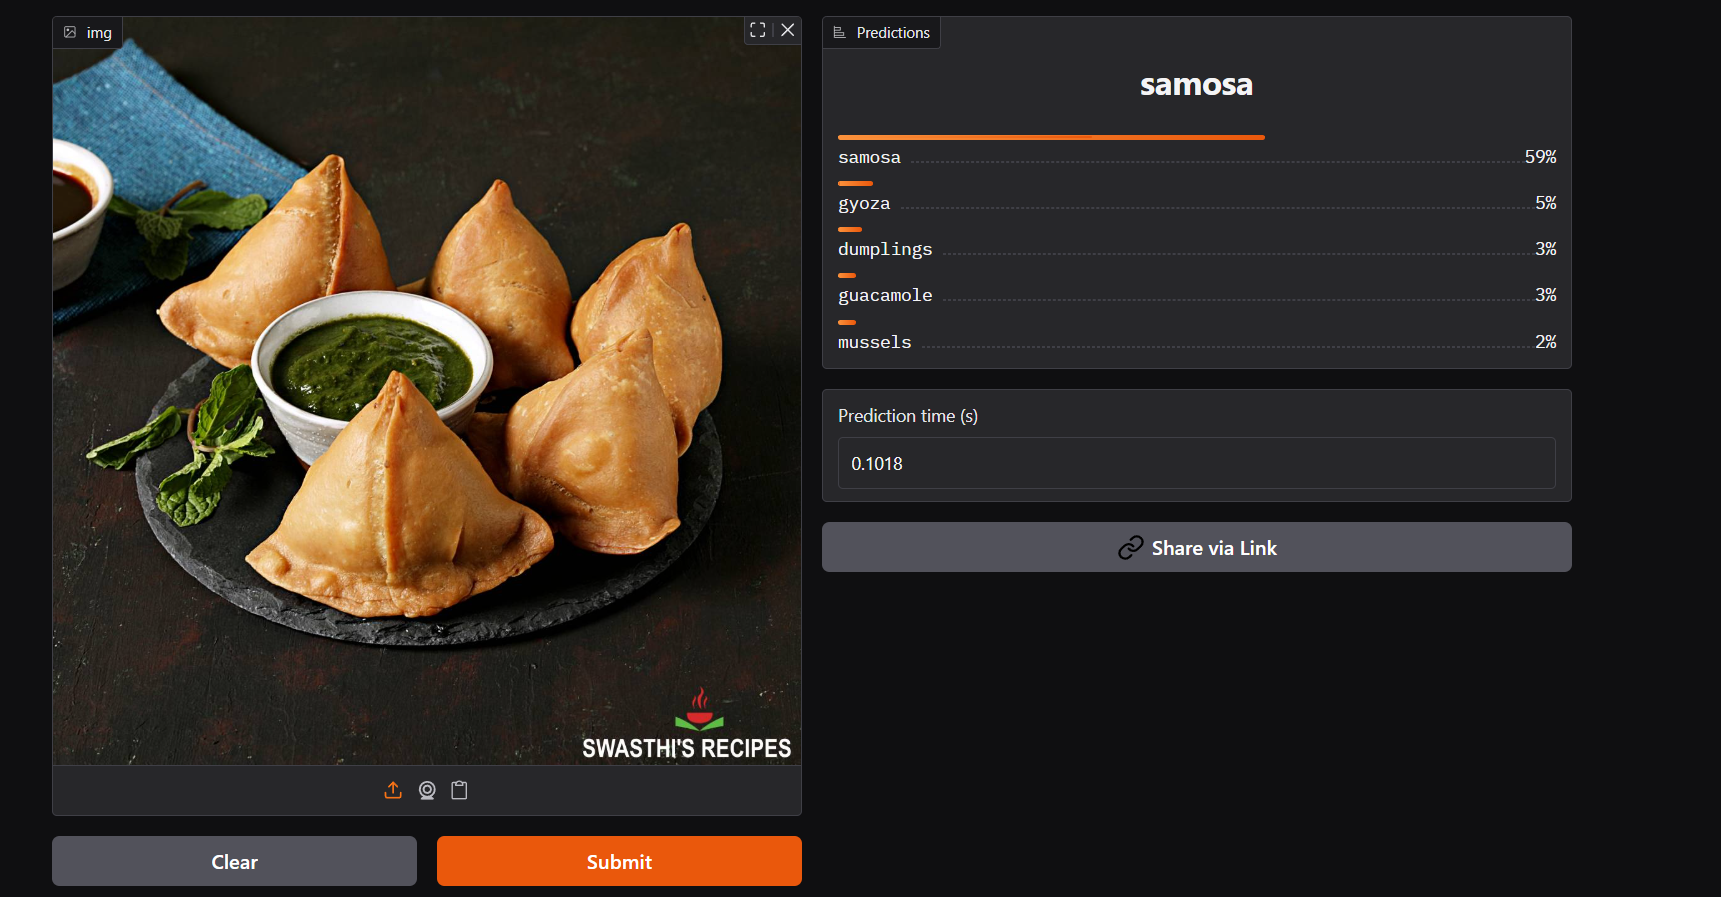 img
SWASTHI'S RECIPES
Clear
Submit
Predictions
samosa
samosa 59%
gyoza 5%
dumplings 3%
guacamole 3%
mussels 2%
Prediction time (s)
0.1018
Share via Link